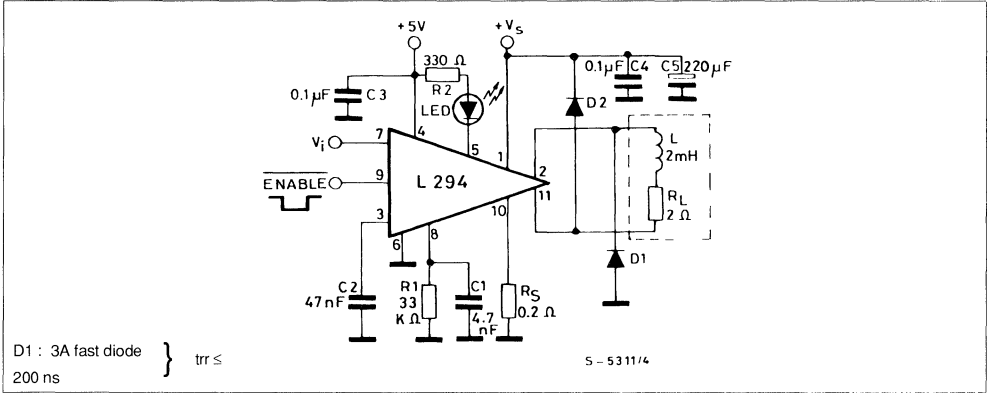 +5V
+Vs
330 Ω
R2
0.1µF C3
LED
0.1µF C4
C5 220µF
D2
Vi
7
4
5
1
L
2mH
ENABLE
9
L 294
2
11
RL
2 Ω
3
6
8
10
D1
C2
47nF
R1
33
KΩ
C1
4.7
nF
RS
0.2 Ω
D1 : 3A fast diode } trr ≤
200 ns
S – 5311/4